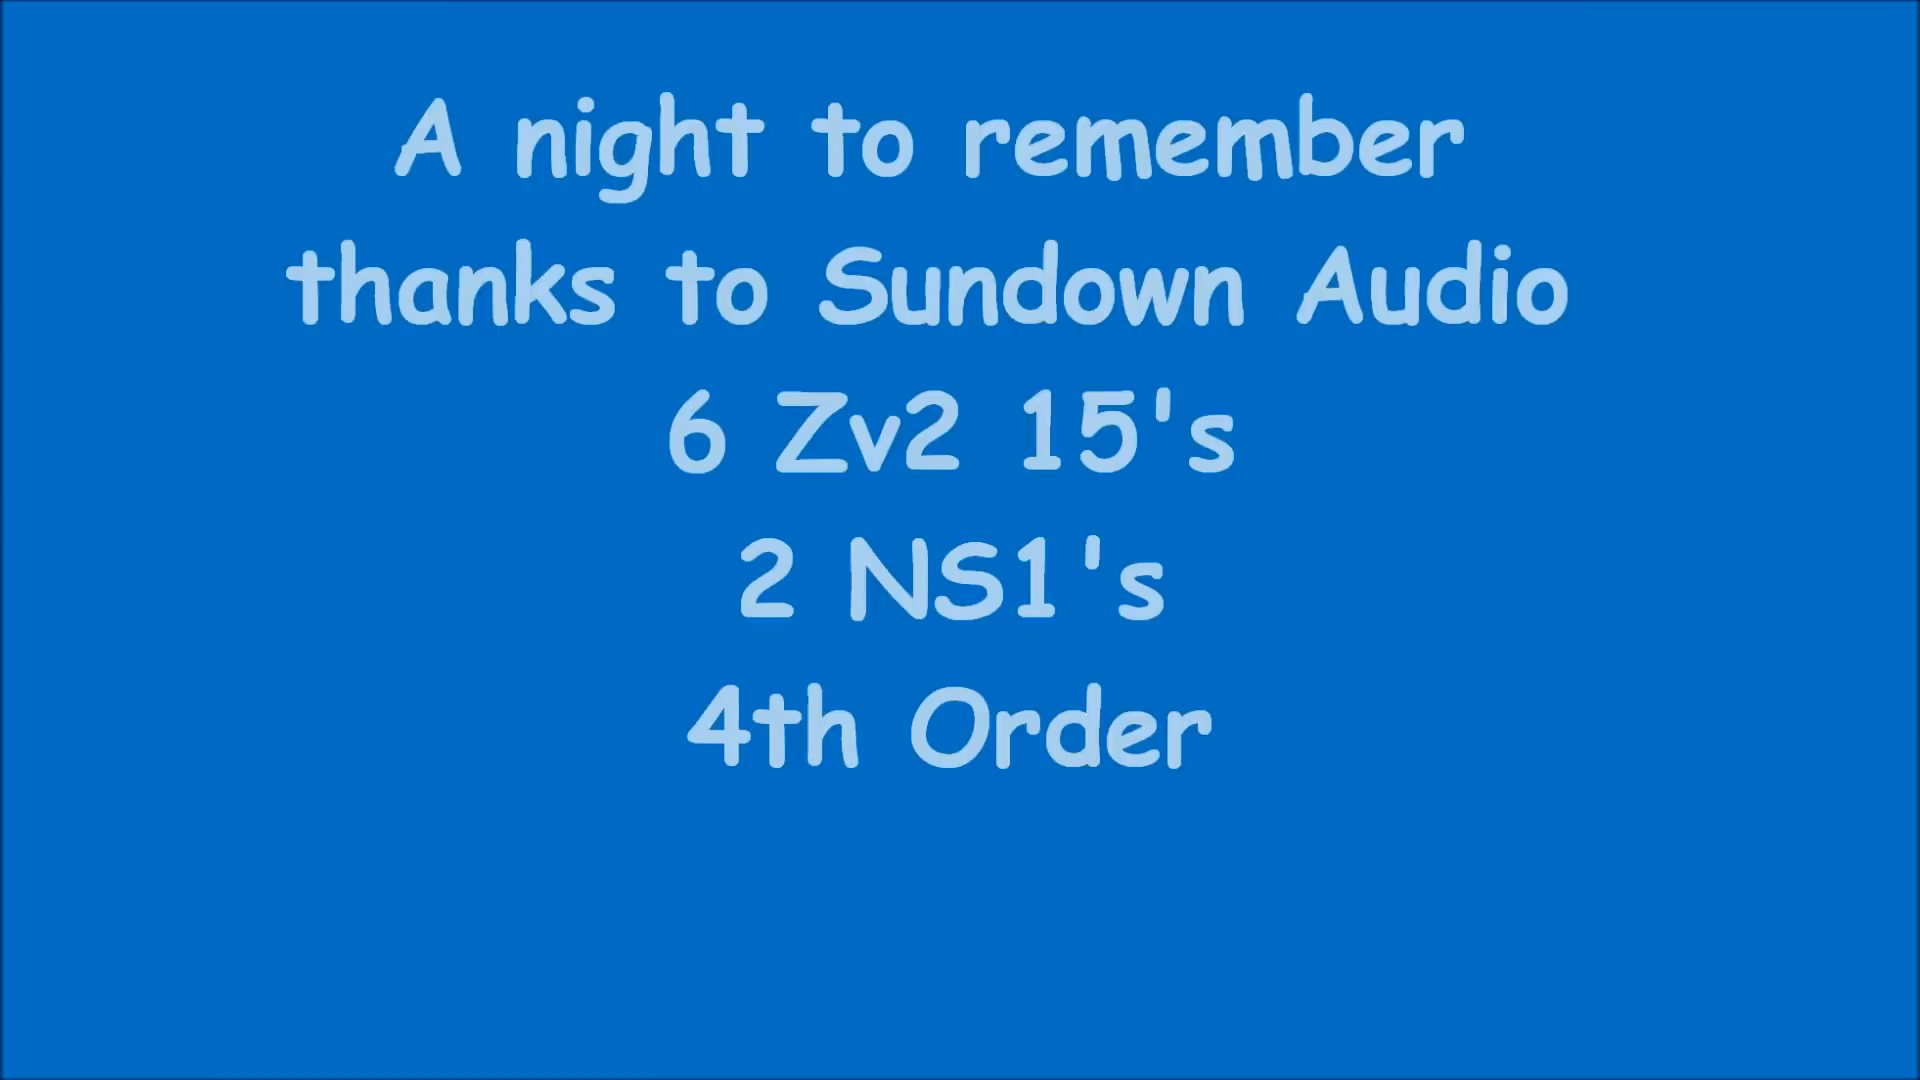 A night to remember
thanks to Sundown Audio
6 Zv2 15's
2 NS1's
4th Order